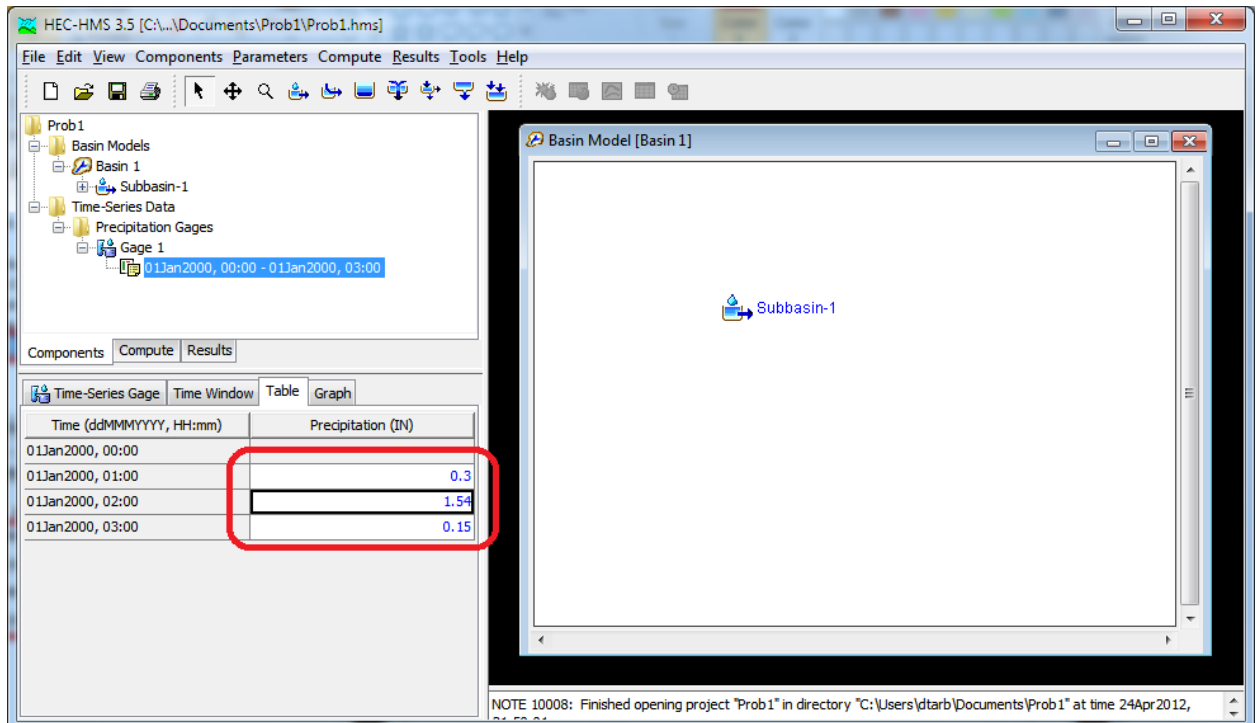 HEC-HMS 3.5 [C:\...\Documents\Prob1\Prob1.hms]
File Edit View Components Parameters Compute Results Tools Help
Prob1
Basin Models
Basin 1
Subbasin-1
Time-Series Data
Precipitation Gages
Gage 1
01Jan2000, 00:00 - 01Jan2000, 03:00
Components Compute Results
Time-Series Gage Time Window Table Graph
Time (ddMMMYYYY, HH:mm) Precipitation (IN)
01Jan2000, 00:00
01Jan2000, 01:00 0.3
01Jan2000, 02:00 1.54
01Jan2000, 03:00 0.15
Basin Model [Basin 1]
Subbasin-1
NOTE 10008: Finished opening project "Prob1" in directory "C:\Users\dtarb\Documents\Prob1" at time 24Apr2012,